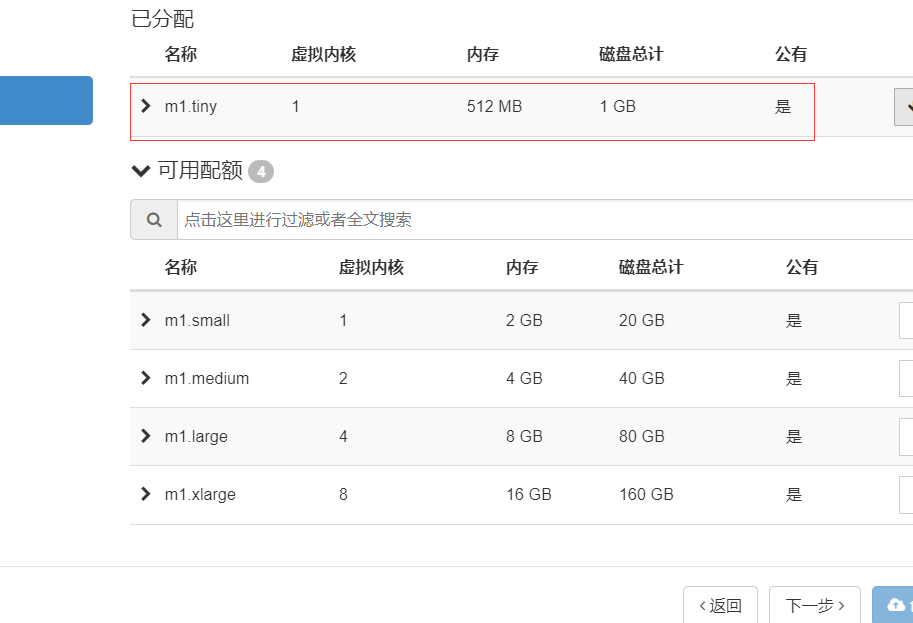 已分配
名称 虚拟内核 内存 磁盘总计 公有
m1.tiny 1 512 MB 1 GB 是
可用配额 4
点击这里进行过滤或者全文搜索
名称 虚拟内核 内存 磁盘总计 公有
m1.small 1 2 GB 20 GB 是
m1.medium 2 4 GB 40 GB 是
m1.large 4 8 GB 80 GB 是
m1.xlarge 8 16 GB 160 GB 是
‹ 返回 下一步 ›